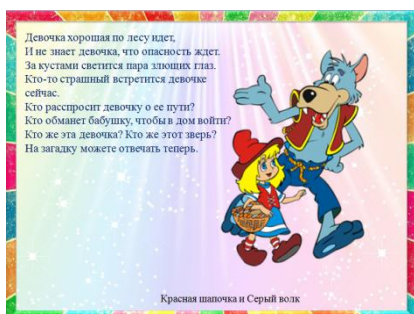 Девочка хорошая по лесу идет,
И не знает девочка, что опасность ждет.
За кустами светится пара злющих глаз.
Кто-то страшный встретится девочке
сейчас.
Кто расспросит девочку о ее пути?
Кто обманет бабушку, чтобы в дом войти?
Кто же эта девочка? Кто же этот зверь?
На загадку можете отвечать теперь.
Красная шапочка и Серый волк